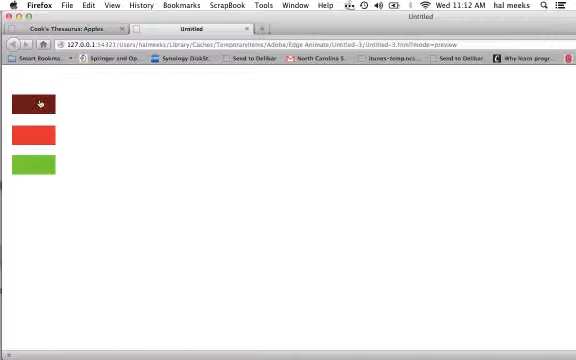 Firefox File Edit View History Bookmarks ScrapBook Tools Window Help Wed 11:12 AM hal meeks
Untitled
Cook's Thesaurus: Apples Untitled
127.0.0.1:54321/Users/halmeeks/Library/Caches/TemporaryItems/Adobe/Edge Animate/Untitled-3/Untitled-3.html?mode=preview
Smart Bookma... Springer and Op... Synology DiskSt... Send to Delibar North Carolina S... itunes-temp.ncs... Send to Delibar Why learn progr...